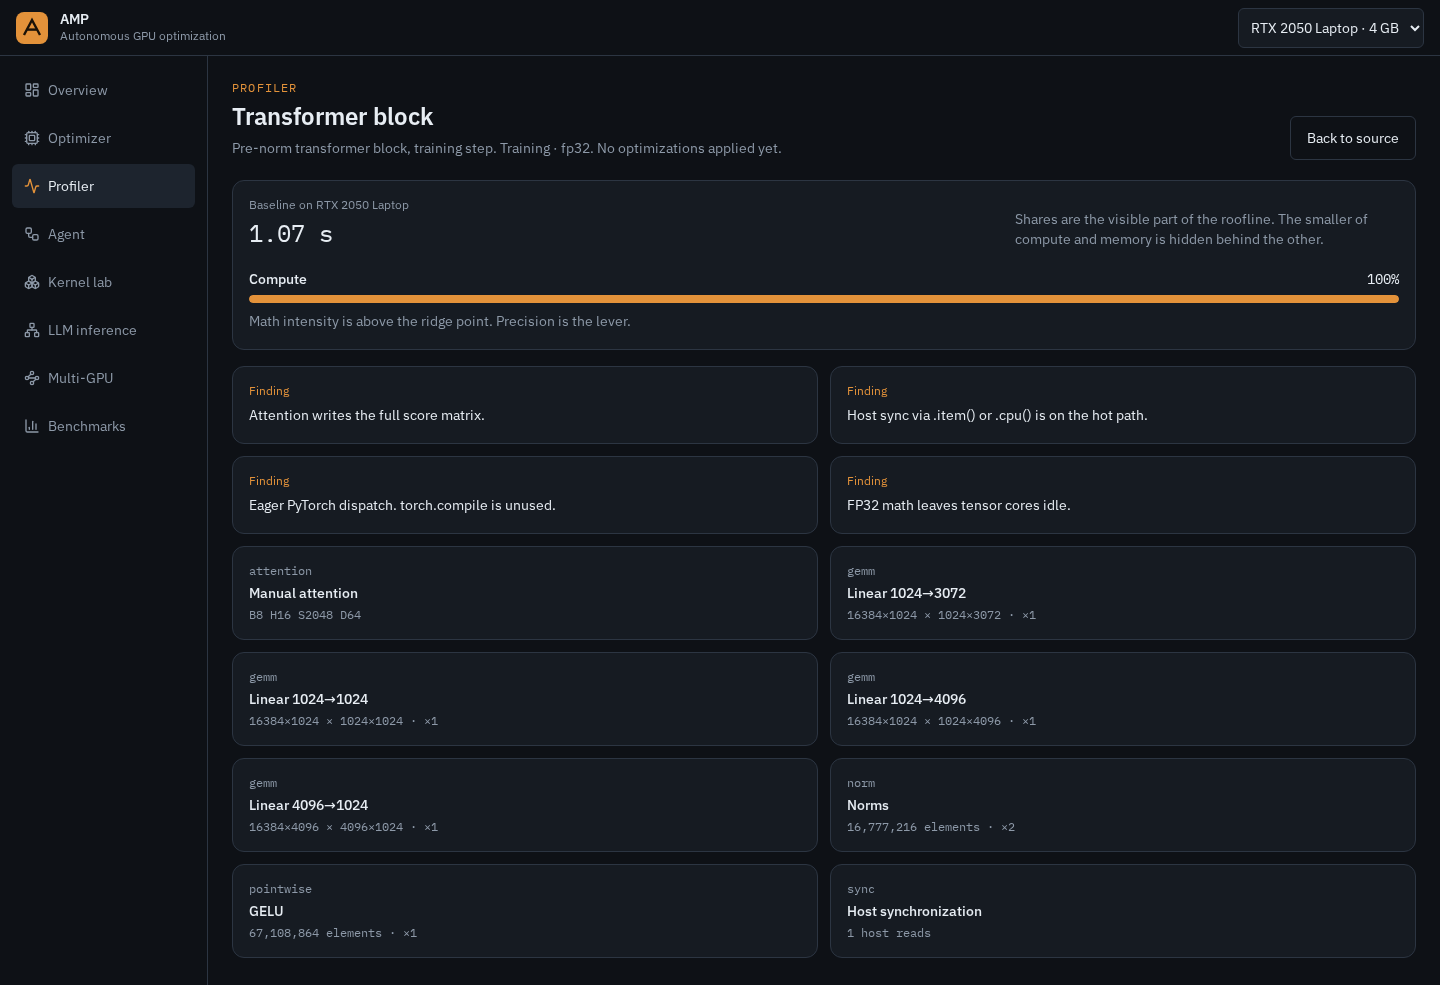 AMP
Autonomous GPU optimization
RTX 2050 Laptop · 4 GB
Overview
Optimizer
Profiler
Agent
Kernel lab
LLM inference
Multi-GPU
Benchmarks
PROFILER
Transformer block
Pre-norm transformer block, training step. Training · fp32. No optimizations applied yet.
Back to source
Baseline on RTX 2050 Laptop
1.07 s
Shares are the visible part of the roofline. The smaller of
compute and memory is hidden behind the other.
Compute
100%
Math intensity is above the ridge point. Precision is the lever.
Finding
Attention writes the full score matrix.
Finding
Host sync via .item() or .cpu() is on the hot path.
Finding
Eager PyTorch dispatch. torch.compile is unused.
Finding
FP32 math leaves tensor cores idle.
attention
Manual attention
B8 H16 S2048 D64
gemm
Linear 1024→3072
16384×1024 × 1024×3072 · ×1
gemm
Linear 1024→1024
16384×1024 × 1024×1024 · ×1
gemm
Linear 1024→4096
16384×1024 × 1024×4096 · ×1
gemm
Linear 4096→1024
16384×4096 × 4096×1024 · ×1
norm
Norms
16,777,216 elements · ×2
pointwise
GELU
67,108,864 elements · ×1
sync
Host synchronization
1 host reads